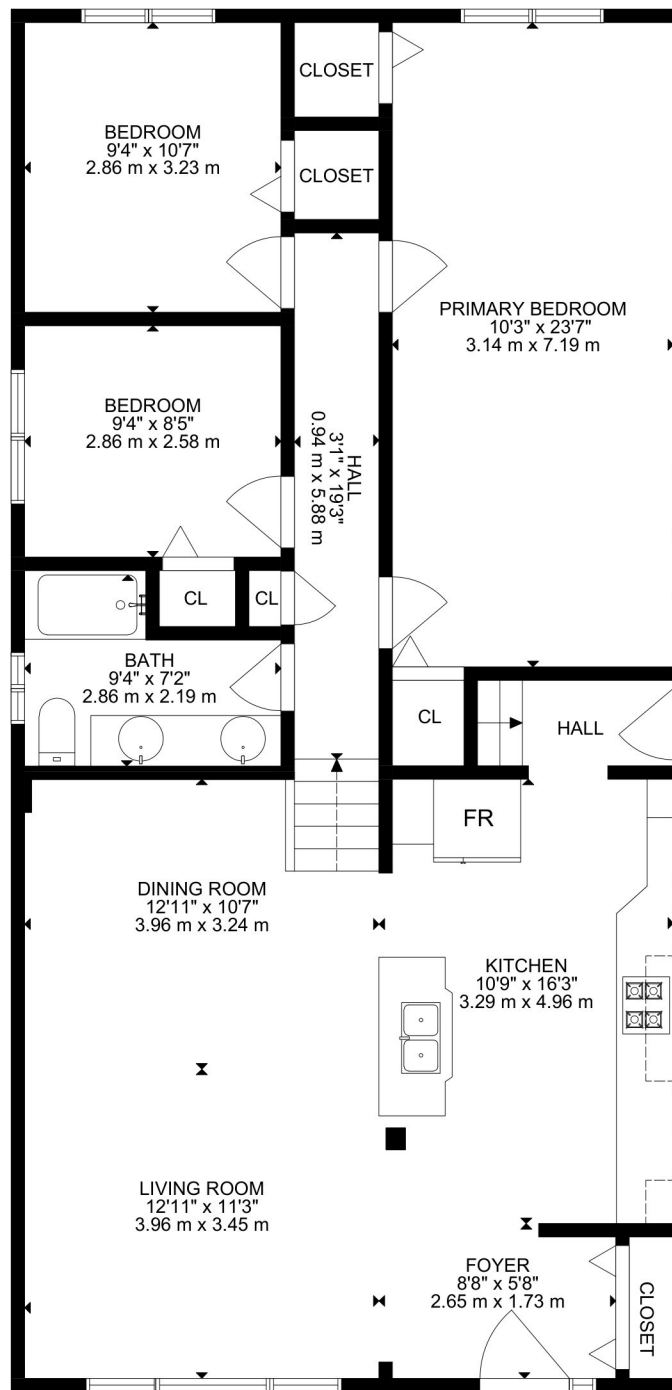 BEDROOM
9'4" x 10'7"
2.86 m x 3.23 m
CLOSET
CLOSET
PRIMARY BEDROOM
10'3" x 23'7"
3.14 m x 7.19 m
BEDROOM
9'4" x 8'5"
2.86 m x 2.58 m
HALL
3'1" x 19'3"
0.94 m x 5.88 m
CL
CL
BATH
9'4" x 7'2"
2.86 m x 2.19 m
CL
HALL
FR
DINING ROOM
12'11" x 10'7"
3.96 m x 3.24 m
KITCHEN
10'9" x 16'3"
3.29 m x 4.96 m
LIVING ROOM
12'11" x 11'3"
3.96 m x 3.45 m
FOYER
8'8" x 5'8"
2.65 m x 1.73 m
CLOSET